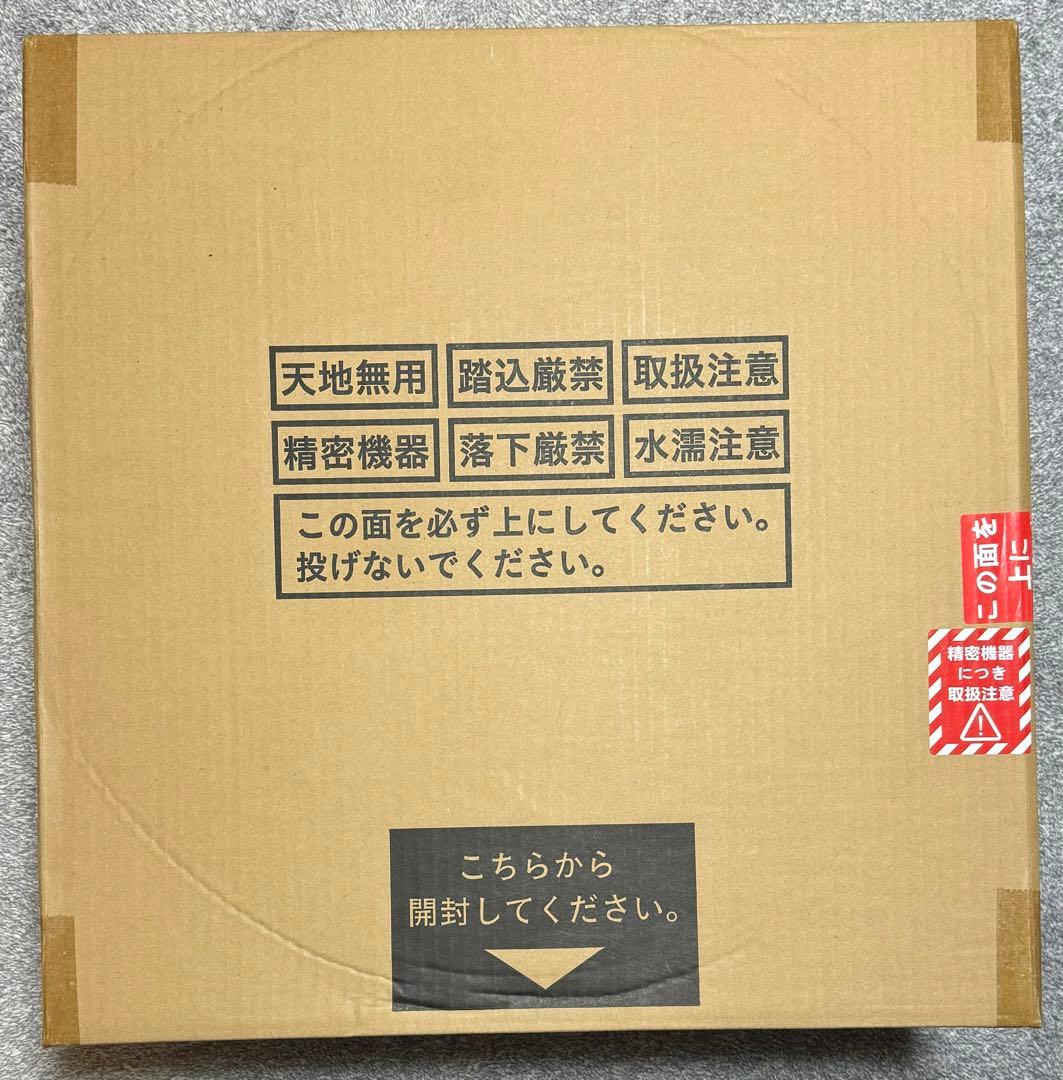 天地無用 踏込厳禁 取扱注意
精密機器 落下厳禁 水濡注意
この面を必ず上にしてください。
投げないでください。
この面を
上に
精密機器
につき
取扱注意
こちらから
開封してください。